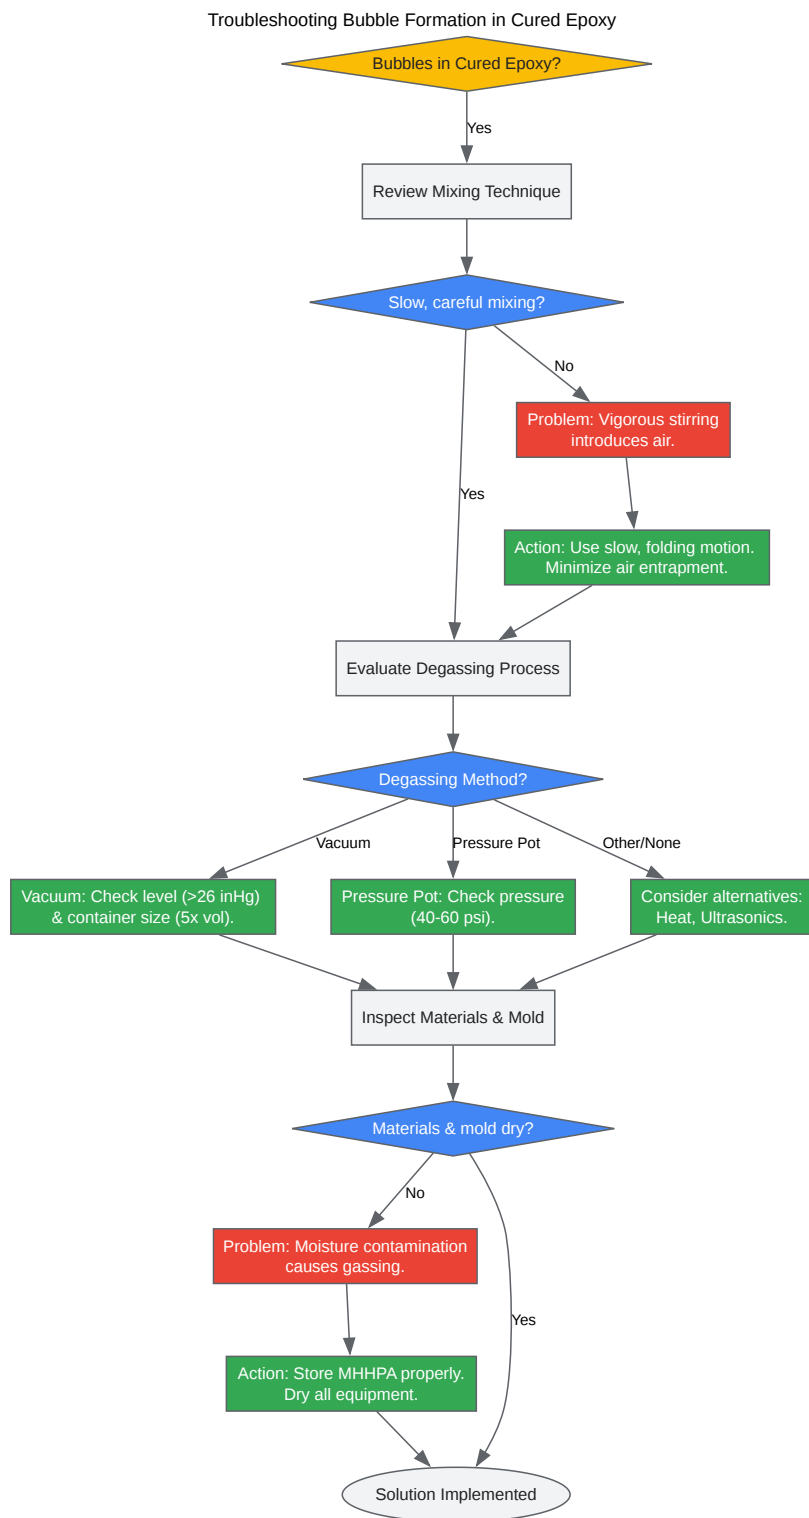 Troubleshooting Bubble Formation in Cured Epoxy
Bubbles in Cured Epoxy?
Yes
Review Mixing Technique
Slow, careful mixing?
No
Problem: Vigorous stirring
introduces air.
Yes
Action: Use slow, folding motion.
Minimize air entrapment.
Evaluate Degassing Process
Degassing Method?
Vacuum
Pressure Pot
Other/None
Vacuum: Check level (>26 inHg)
& container size (5x vol).
Pressure Pot: Check pressure
(40-60 psi).
Consider alternatives:
Heat, Ultrasonics.
Inspect Materials & Mold
Materials & mold dry?
No
Problem: Moisture contamination
causes gassing.
Yes
Action: Store MHHPA properly.
Dry all equipment.
Solution Implemented